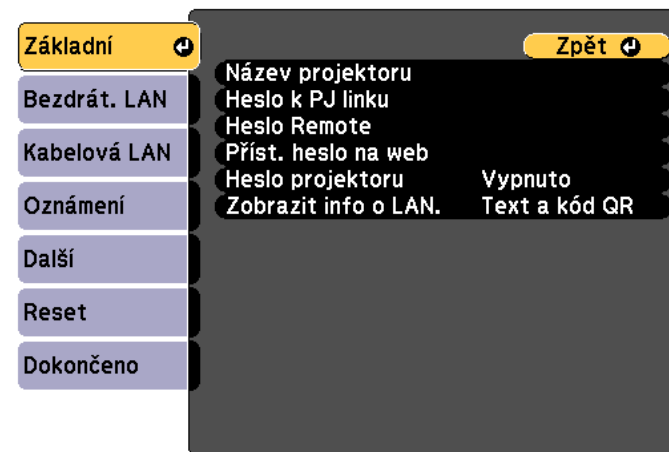 Základní
Bezdrát. LAN
Kabelová LAN
Oznámení
Další
Reset
Dokončeno
Zpět
Název projektoru
Heslo k PJ linku
Heslo Remote
Příst. heslo na web
Heslo projektoru Vypnuto
Zobrazit info o LAN. Text a kód QR